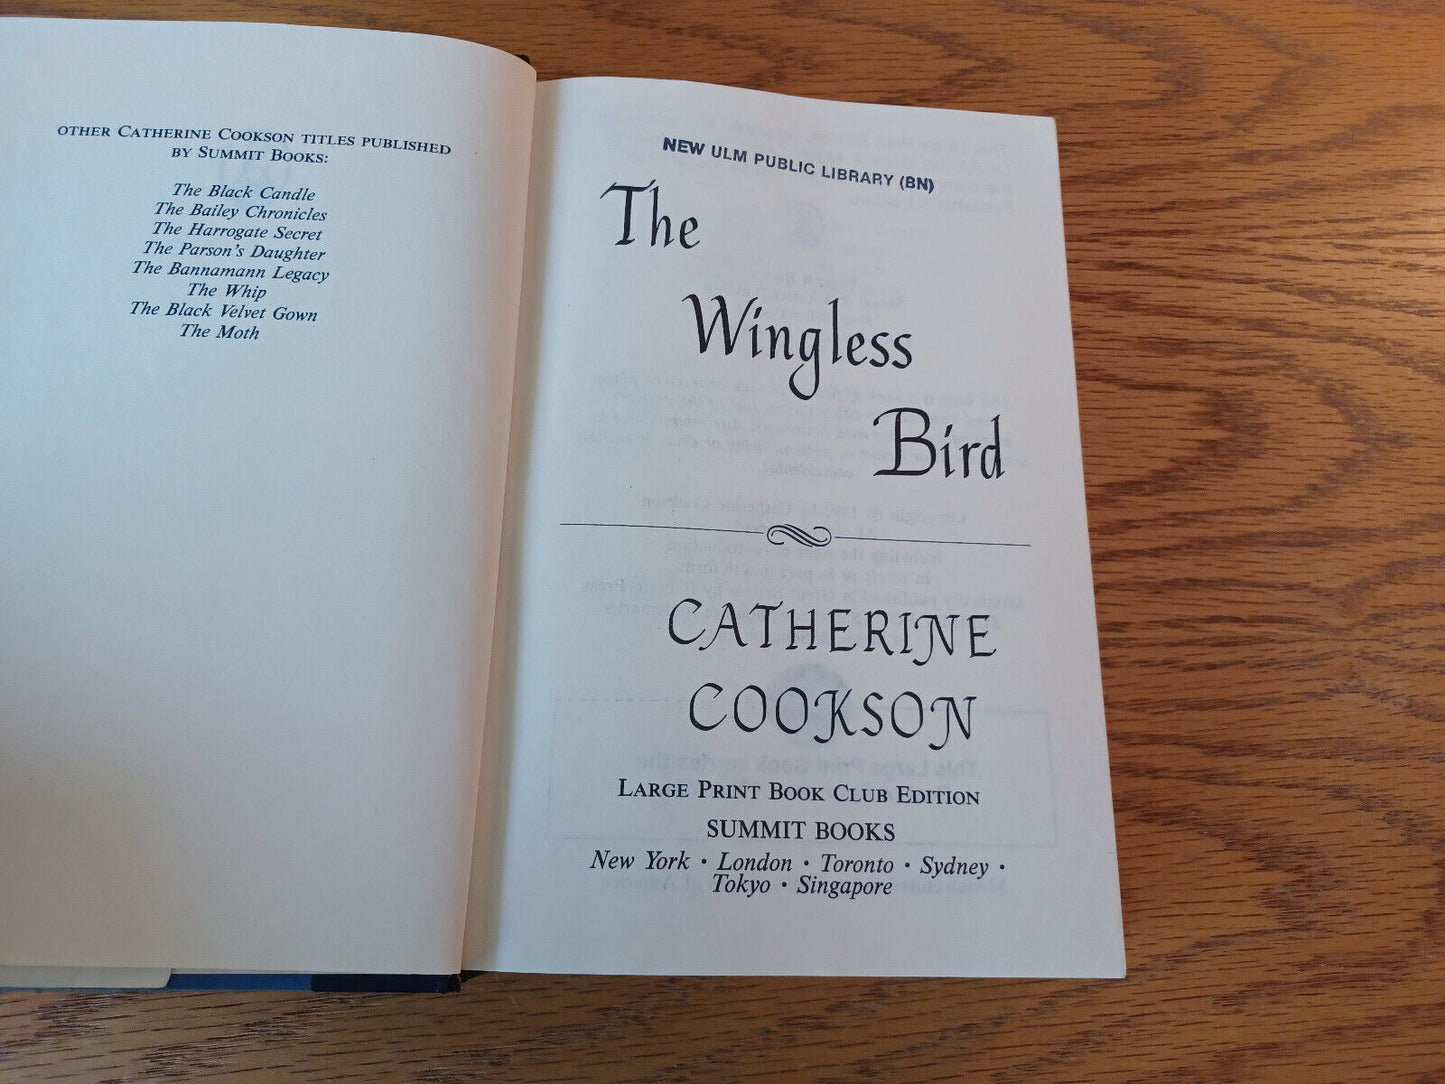 OTHER CATHERINE COOKSON TITLES PUBLISHED
BY SUMMIT BOOKS:
The Black Candle
The Bailey Chronicles
The Harrogate Secret
The Parson's Daughter
The Bannamann Legacy
The Whip
The Black Velvet Gown
The Moth
NEW ULM PUBLIC LIBRARY (BN)
The
Wingless
Bird
CATHERINE
COOKSON
LARGE PRINT BOOK CLUB EDITION
SUMMIT BOOKS
New York • London • Toronto • Sydney •
Tokyo • Singapore